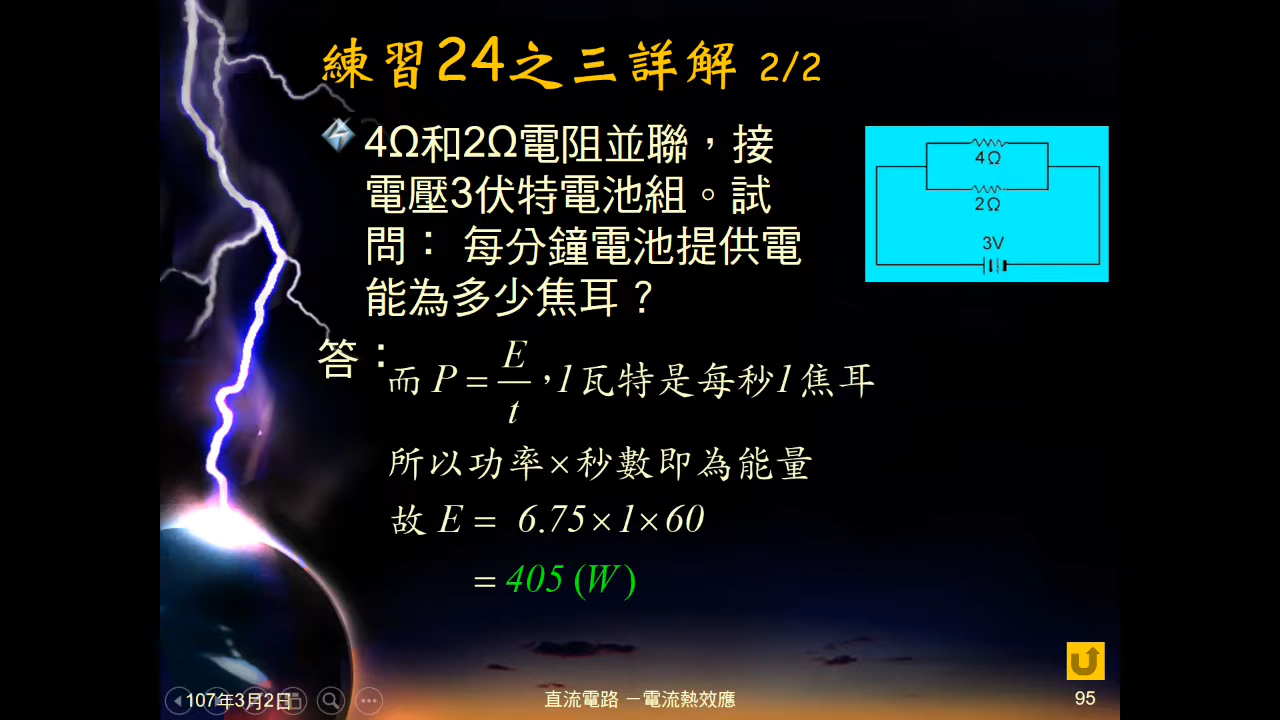 練習24之三詳解 2/2
4Ω和2Ω電阻並聯，接
電壓3伏特電池組。試
問： 每分鐘電池提供電
能為多少焦耳？
4Ω
2Ω
3V
答：
而 P = E/t ，1瓦特是每秒1焦耳
所以功率×秒數即為能量
故 E = 6.75×1×60
= 405 (W)
107年3月2日
直流電路 －電流熱效應
95